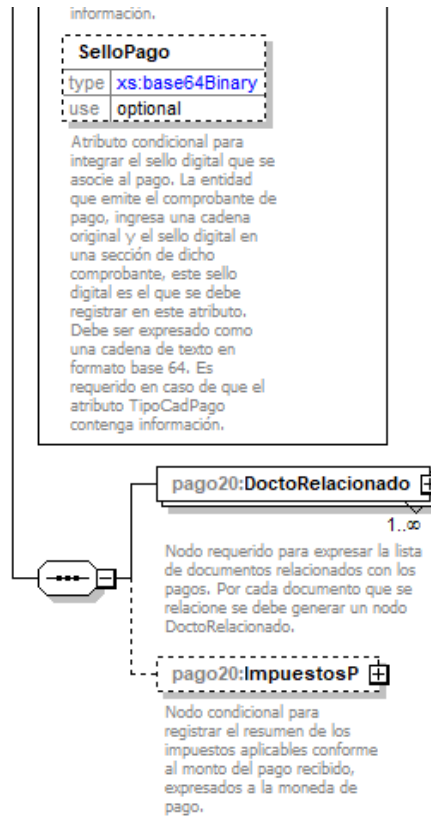 información.
SelloPago
type xs:base64Binary
use optional
Atributo condicional para
integrar el sello digital que se
asocie al pago. La entidad
que emite el comprobante de
pago, ingresa una cadena
original y el sello digital en
una sección de dicho
comprobante, este sello
digital es el que se debe
registrar en este atributo.
Debe ser expresado como
una cadena de texto en
formato base 64. Es
requerido en caso de que el
atributo TipoCadPago
contenga información.
pago20:DoctoRelacionado
1..∞
Nodo requerido para expresar la lista
de documentos relacionados con los
pagos. Por cada documento que se
relacione se debe generar un nodo
DoctoRelacionado.
pago20:ImpuestosP
Nodo condicional para
registrar el resumen de los
impuestos aplicables conforme
al monto del pago recibido,
expresados a la moneda de
pago.